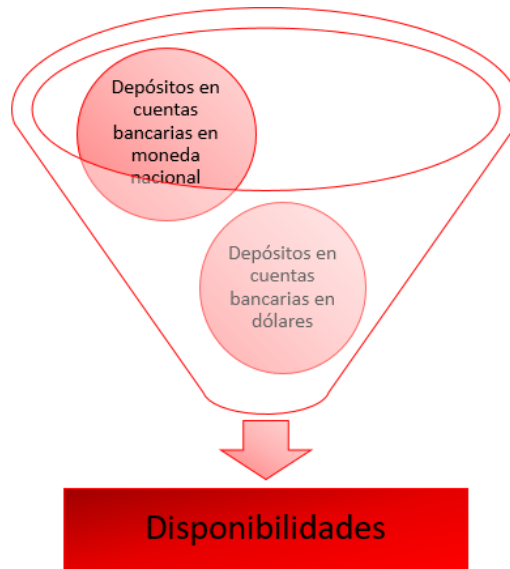 Depósitos en
cuentas
bancarias en
moneda
nacional
Depósitos en
cuentas
bancarias en
dólares
Disponibilidades